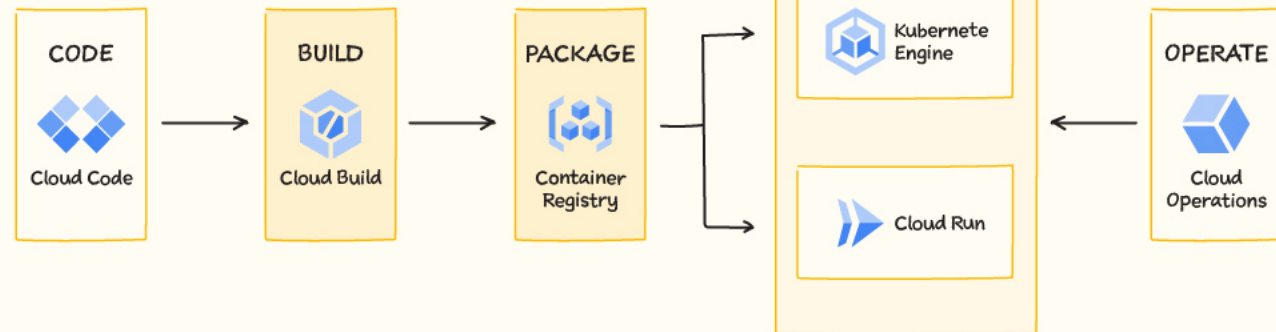 CODE
Cloud Code
BUILD
Cloud Build
PACKAGE
Container
Registry
Kubernete
Engine
Cloud Run
OPERATE
Cloud
Operations